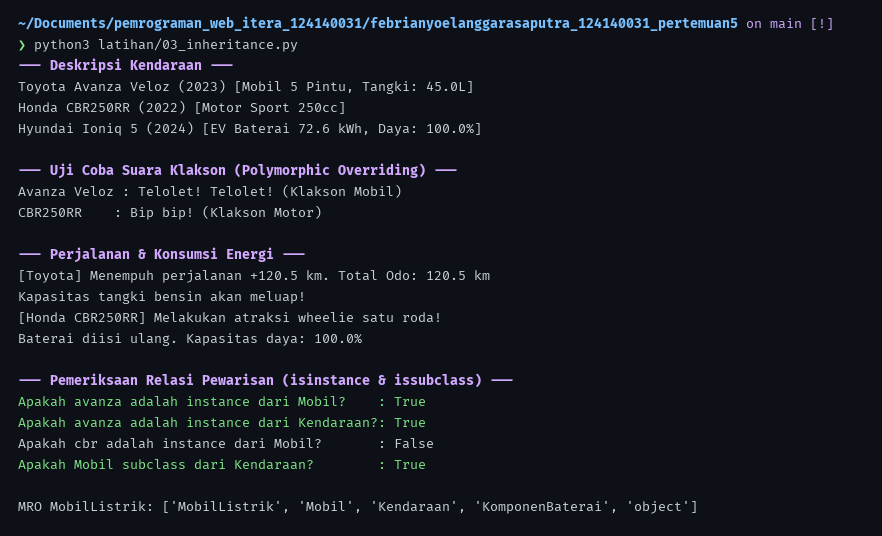 ~/Documents/pemrograman_web_itera_124140031/febrianyoelanggarasaputra_124140031_pertemuan5 on main [!]
❯ python3 latihan/03_inheritance.py
--- Deskripsi Kendaraan ---
Toyota Avanza Veloz (2023) [Mobil 5 Pintu, Tangki: 45.0L]
Honda CBR250RR (2022) [Motor Sport 250cc]
Hyundai Ioniq 5 (2024) [EV Baterai 72.6 kWh, Daya: 100.0%]

--- Uji Coba Suara Klakson (Polymorphic Overriding) ---
Avanza Veloz : Telolet! Telolet! (Klakson Mobil)
CBR250RR    : Bip bip! (Klakson Motor)

--- Perjalanan & Konsumsi Energi ---
[Toyota] Menempuh perjalanan +120.5 km. Total Odo: 120.5 km
Kapasitas tangki bensin akan meluap!
[Honda CBR250RR] Melakukan atraksi wheelie satu roda!
Baterai diisi ulang. Kapasitas daya: 100.0%

--- Pemeriksaan Relasi Pewarisan (isinstance & issubclass) ---
Apakah avanza adalah instance dari Mobil?    : True
Apakah avanza adalah instance dari Kendaraan?: True
Apakah cbr adalah instance dari Mobil?       : False
Apakah Mobil subclass dari Kendaraan?        : True

MRO MobilListrik: ['MobilListrik', 'Mobil', 'Kendaraan', 'KomponenBaterai', 'object']